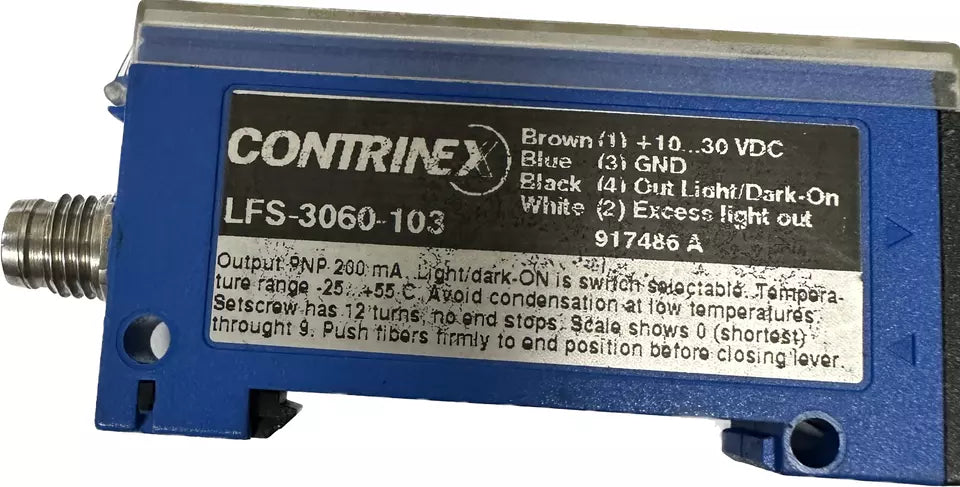 CONTRINEX
LFS-3060-103
Brown (1) +10...30 VDC
Blue (3) GND
Black (4) Out Light/Dark-On
White (2) Excess light out
917486 A
Output PNP 200 mA. Light/dark-ON is switch selectable. Tempera-
ture range -25...+55 C. Avoid condensation at low temperatures.
Setscrew has 12 turns, no end stops. Scale shows 0 (shortest)
throught 9. Push fibers firmly to end position before closing lever.